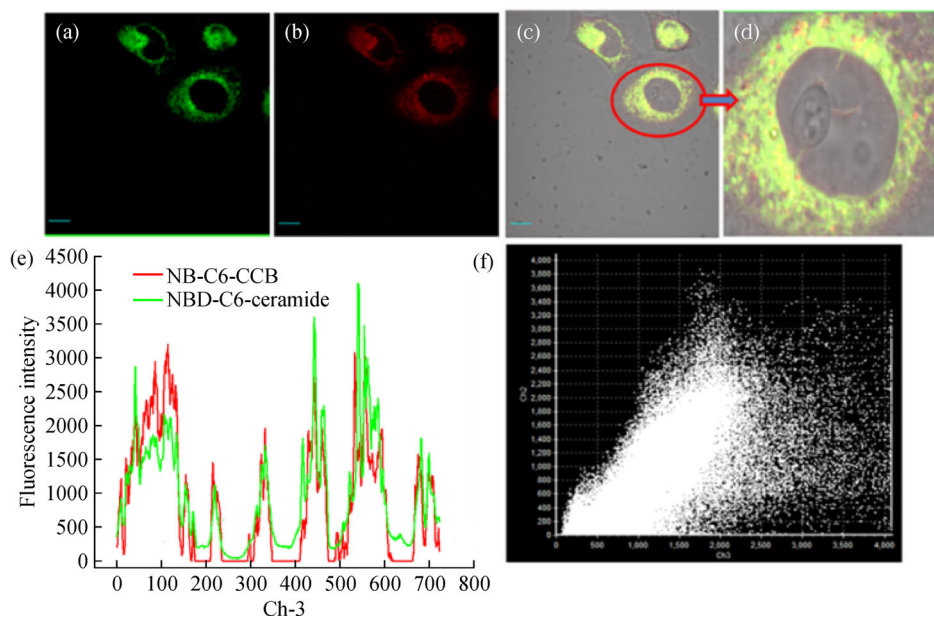 (a)
(b)
(c)
(d)
(e)
4500
4000
3500
3000
2500
2000
1500
1000
500
0
Fluorescence intensity
NB-C6-CCB
NBD-C6-ceramide
0 100 200 300 400 500 600 700 800
Ch-3
(f)
4,000
3,800
3,600
3,400
3,200
3,000
2,800
2,600
2,400
2,200
2,000
1,800
1,600
1,400
1,200
1,000
800
600
400
200
0
Ch2
0 500 1,000 1,500 2,000 2,500 3,000 3,500 4,000
Ch3